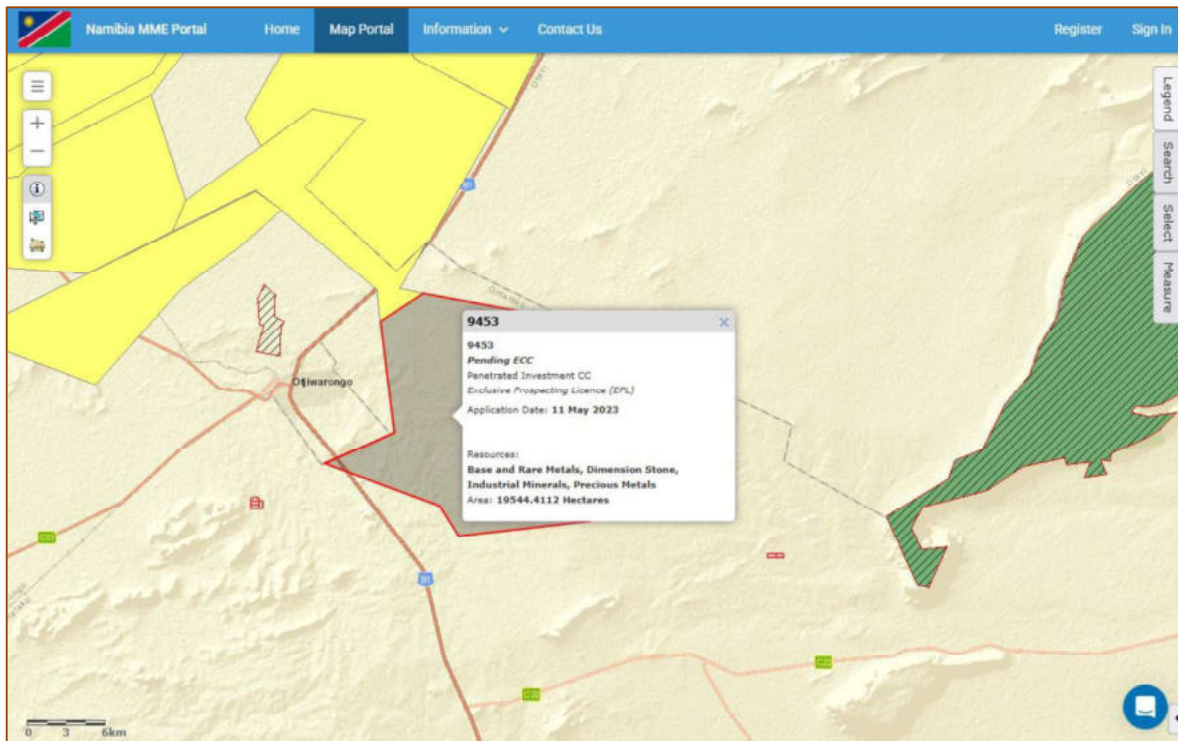 Namibia MME Portal
Home
Map Portal
Information
Contact Us
Register
Sign In
Legend
Search
Select
Measure
B1
Otjiwarongo
9453
9453
Pending ECC
Penetrated Investment CC
Exclusive Prospecting Licence (EPL)
Application Date: 11 May 2023
Resources:
Base and Rare Metals, Dimension Stone,
Industrial Minerals, Precious Metals
Area: 19544.4112 Hectares
B1
C22
C22
0 3 6km